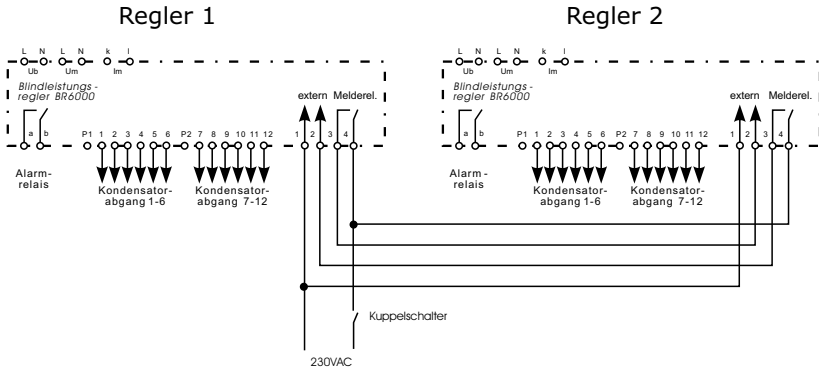 Regler 1 Regler 2
L N L N k l L N L N k l
Ub Um Im Ub Um Im
Blindleistungs - Blindleistungs -
regler BR6000 extern Melderel. regler BR6000 extern Melderel.
a b P1 1 2 3 4 5 6 P2 7 8 9 10 11 12 1 2 3 4 a b P1 1 2 3 4 5 6 P2 7 8 9 10 11 12 1 2 3 4
Alarm- Kondensator- Kondensator- Alarm - Kondensator- Kondensator-
relais abgang 1-6 abgang 7-12 relais abgang 1-6 abgang 7-12
Kuppelschalter
230VAC